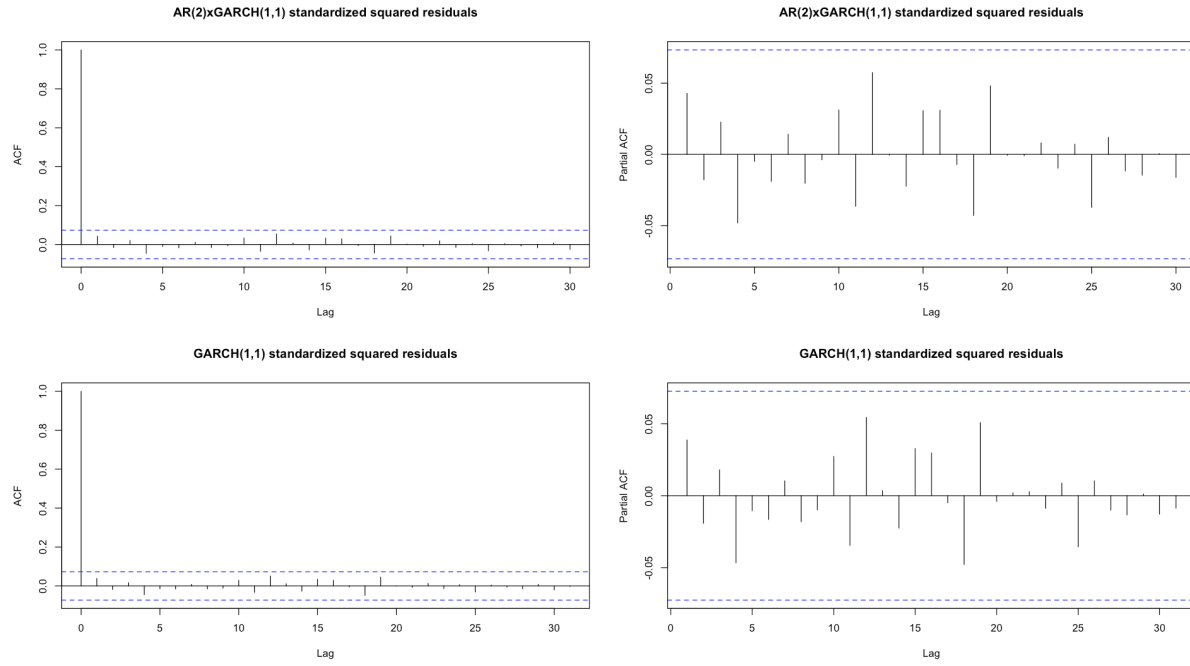 AR(2)xGARCH(1,1) standardized squared residuals
ACF
0.0 0.2 0.4 0.6 0.8 1.0
0 5 10 15 20 25 30
Lag
AR(2)xGARCH(1,1) standardized squared residuals
Partial ACF
-0.05 0.00 0.05
0 5 10 15 20 25 30
Lag
GARCH(1,1) standardized squared residuals
ACF
0.0 0.2 0.4 0.6 0.8 1.0
0 5 10 15 20 25 30
Lag
GARCH(1,1) standardized squared residuals
Partial ACF
-0.05 0.00 0.05
0 5 10 15 20 25 30
Lag